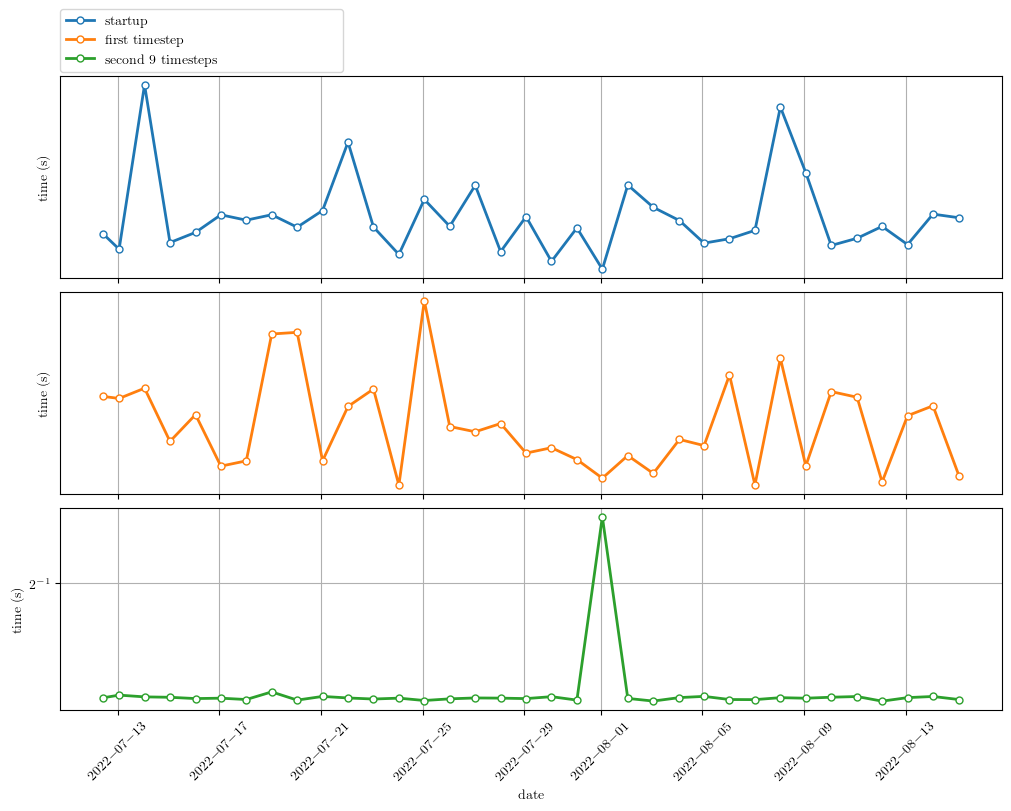 startup
first timestep
second 9 timesteps
time (s)
time (s)
time (s)
2⁻¹
2022−07−13
2022−07−17
2022−07−21
2022−07−25
2022−07−29
2022−08−01
2022−08−05
2022−08−09
2022−08−13
date